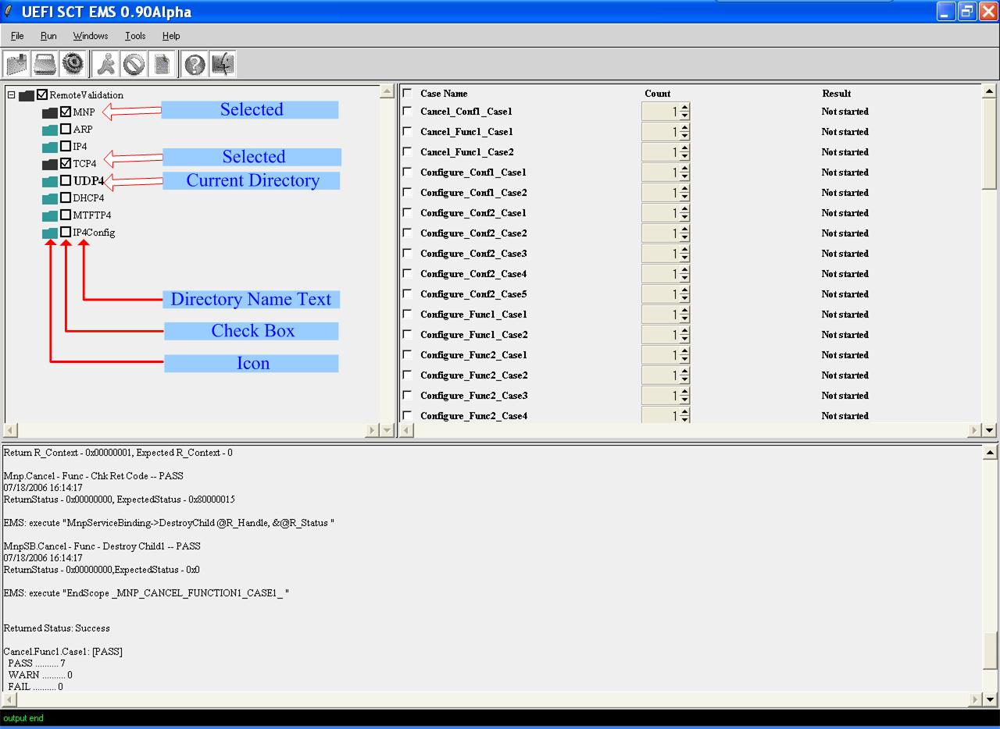 UEFI SCT EMS 0.90Alpha
File Run Windows Tools Help
RemoteValidation
MNP
Selected
ARP
IP4
TCP4
Selected
UDP4
Current Directory
DHCP4
MTFTP4
IP4Config
Directory Name Text
Check Box
Icon
Case Name Count Result
Cancel_Conf1_Case1 1 Not started
Cancel_Func1_Case1 1 Not started
Cancel_Func1_Case2 1 Not started
Configure_Conf1_Case1 1 Not started
Configure_Conf1_Case2 1 Not started
Configure_Conf2_Case1 1 Not started
Configure_Conf2_Case2 1 Not started
Configure_Conf2_Case3 1 Not started
Configure_Conf2_Case4 1 Not started
Configure_Conf2_Case5 1 Not started
Configure_Func1_Case1 1 Not started
Configure_Func1_Case2 1 Not started
Configure_Func2_Case1 1 Not started
Configure_Func2_Case2 1 Not started
Configure_Func2_Case3 1 Not started
Configure_Func2_Case4 1 Not started
Return R_Context - 0x00000001, Expected R_Context - 0
Mnp.Cancel - Func - Chk Ret Code -- PASS
07/18/2006 16:14:17
ReturnStatus - 0x00000000, ExpectedStatus - 0x80000015
EMS: execute "MnpServiceBinding->DestroyChild @R_Handle, &@R_Status "
MnpSB.Cancel - Func - Destroy Child1 -- PASS
07/18/2006 16:14:17
ReturnStatus - 0x00000000,ExpectedStatus - 0x0
EMS: execute "EndScope _MNP_CANCEL_FUNCTION1_CASE1_ "
Returned Status: Success
Cancel.Func1.Case1: [PASS]
PASS .......... 7
WARN .......... 0
FAIL .......... 0
output end